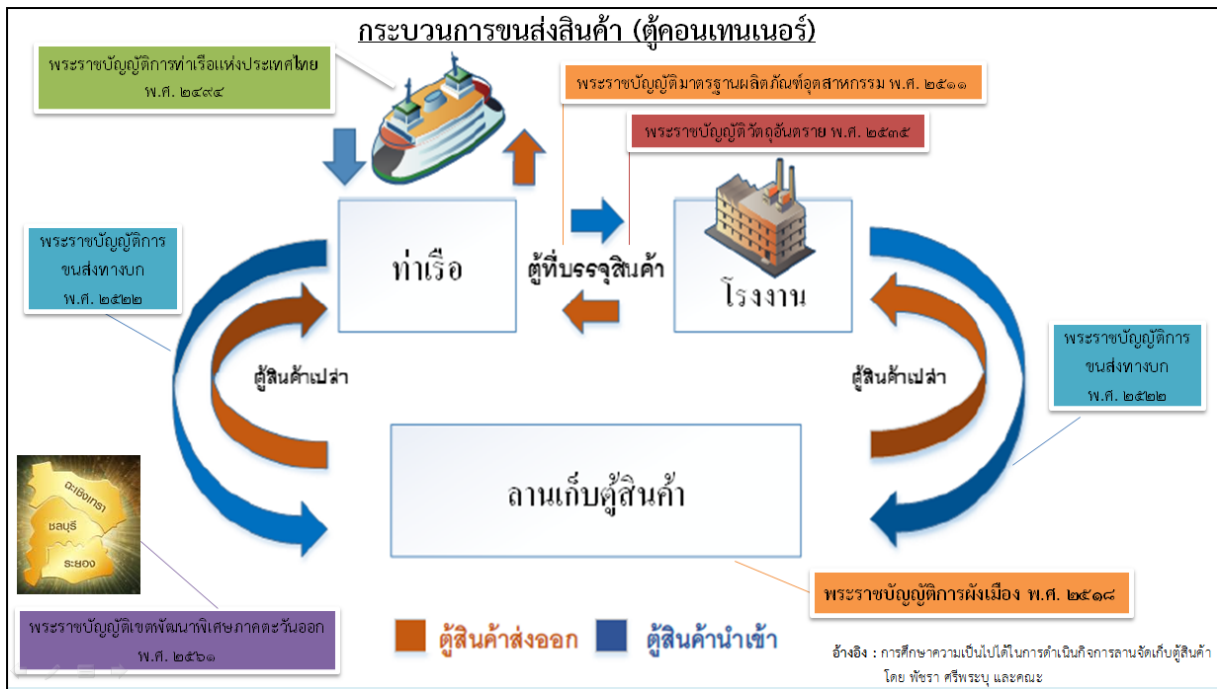 กระบวนการขนส่งสินค้า (ตู้คอนเทนเนอร์)
พระราชบัญญัติการท่าเรือแห่งประเทศไทย
พ.ศ. ๒๔๙๔
พระราชบัญญัติมาตรฐานผลิตภัณฑ์อุตสาหกรรม พ.ศ. ๒๕๑๑
พระราชบัญญัติวัตถุอันตราย พ.ศ. ๒๕๓๕
พระราชบัญญัติการ
ขนส่งทางบก
พ.ศ. ๒๕๒๒
ท่าเรือ
ตู้ที่บรรจุสินค้า
โรงงาน
พระราชบัญญัติการ
ขนส่งทางบก
พ.ศ. ๒๕๒๒
ตู้สินค้าเปล่า
ตู้สินค้าเปล่า
ลานเก็บตู้สินค้า
ฉะเชิงเทรา
ชลบุรี
ระยอง
พระราชบัญญัติการผังเมือง พ.ศ. ๒๕๑๘
พระราชบัญญัติเขตพัฒนาพิเศษภาคตะวันออก
พ.ศ. ๒๕๖๑
ตู้สินค้าส่งออก
ตู้สินค้านำเข้า
อ้างอิง : การศึกษาความเป็นไปได้ในการดำเนินกิจการลานจัดเก็บตู้สินค้า
โดย พัชรา ศรีพระบุ และคณะ